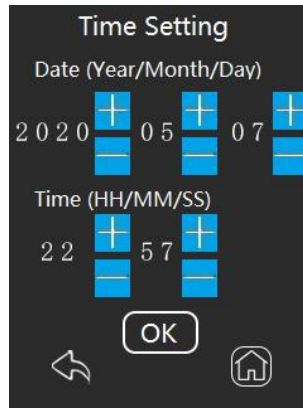 Time Setting
Date (Year/Month/Day)
2020 + 05 + 07 +
Time (HH/MM/SS)
22 + 57 +
OK